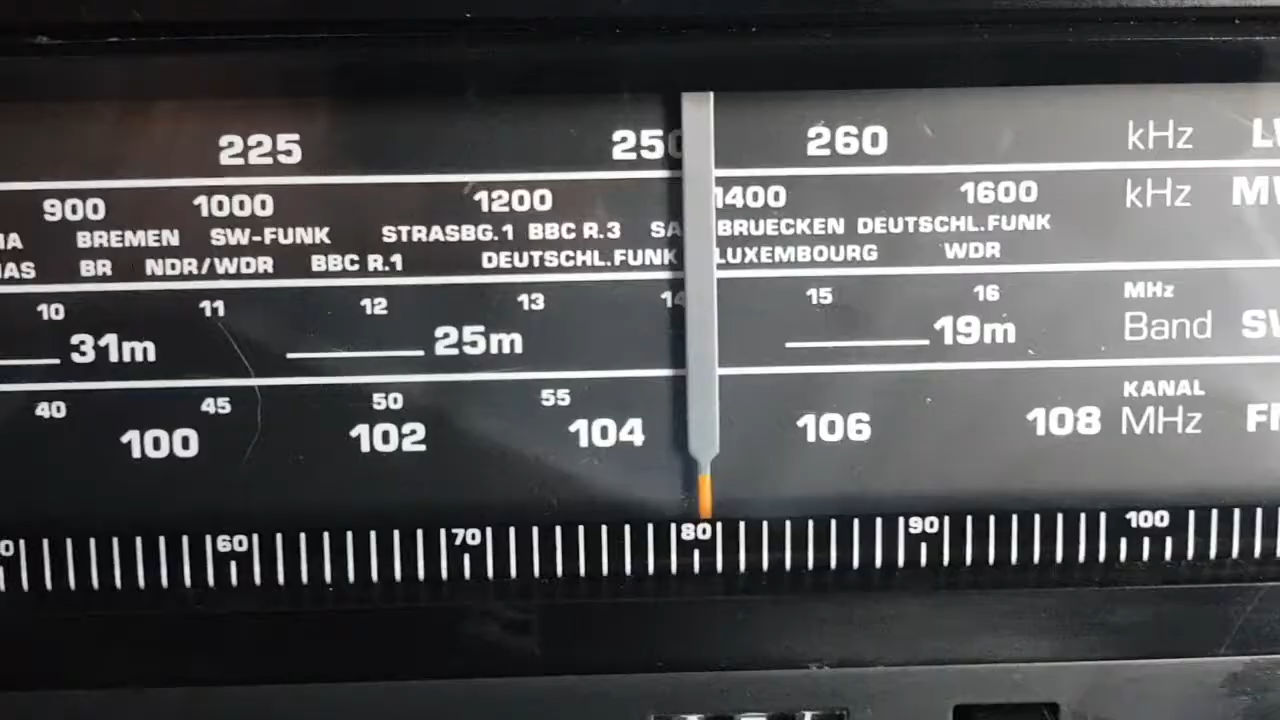 225 250 260 kHz
900 1000 1200 1400 1600 kHz
BREMEN SW-FUNK STRASBG.1 BBC R.3 BRUECKEN DEUTSCHL.FUNK
BR NDR/WDR BBC R.1 DEUTSCHL.FUNK LUXEMBOURG WDR
10 11 12 13 14 15 16 MHz
31m 25m 19m Band
40 45 50 55 KANAL
100 102 104 106 108 MHz
60 70 80 90 100